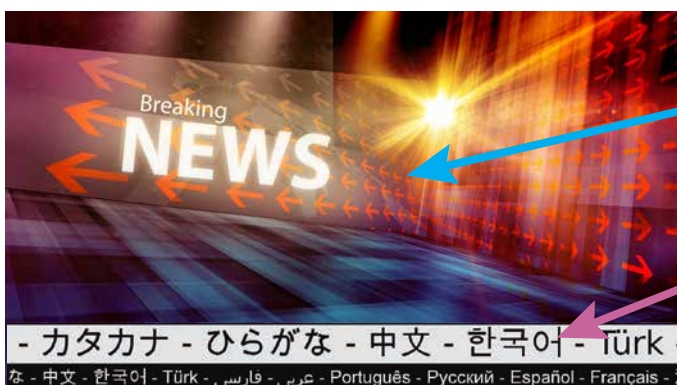 Breaking
NEWS
- カタカナ - ひらがな - 中文 - 한국어 - Türk -
な - 中文 - 한국어 - Türk - عربي - فارسی - Português - Русский - Español - Français -